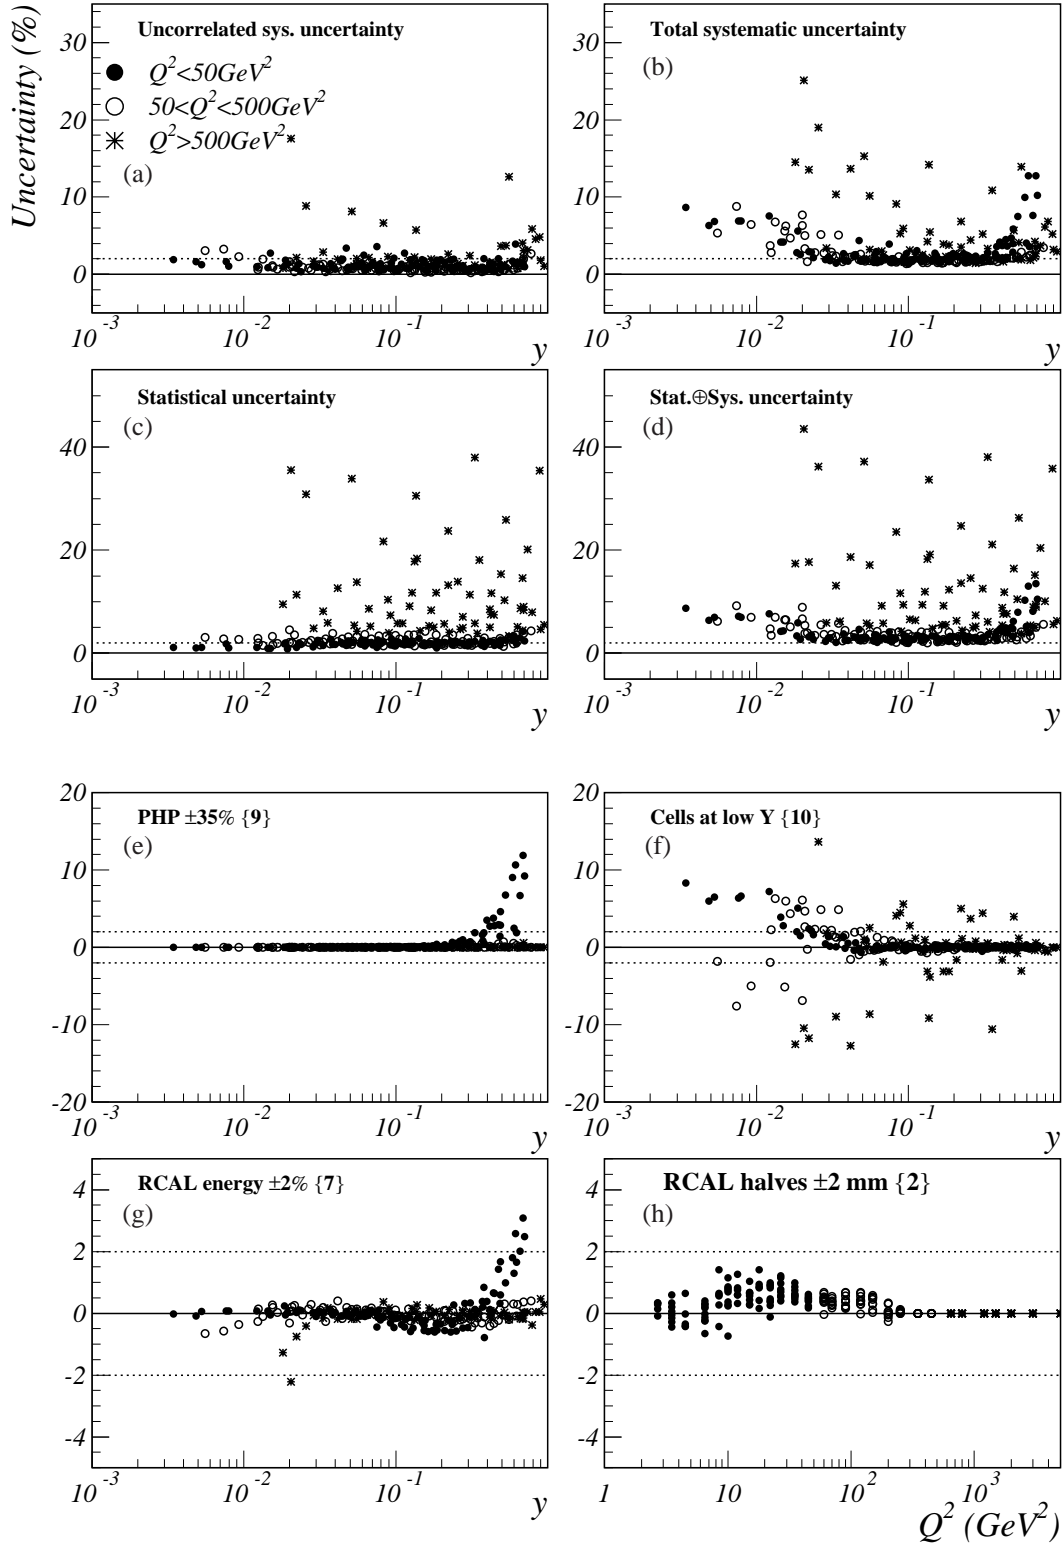 Uncertainty (%)
Uncorrelated sys. uncertainty
Q²<50GeV²
50<Q²<500GeV²
Q²>500GeV²
(a)
30
20
10
0
10⁻³ 10⁻² 10⁻¹
y
Total systematic uncertainty
(b)
30
20
10
0
10⁻³ 10⁻² 10⁻¹
y
Statistical uncertainty
(c)
40
20
0
10⁻³ 10⁻² 10⁻¹
y
Stat.⊕Sys. uncertainty
(d)
40
20
0
10⁻³ 10⁻² 10⁻¹
y
PHP ±35% {9}
(e)
20
10
0
-10
-20
10⁻³ 10⁻² 10⁻¹
y
Cells at low Y {10}
(f)
20
10
0
-10
-20
10⁻³ 10⁻² 10⁻¹
y
RCAL energy ±2% {7}
(g)
4
2
0
-2
-4
10⁻³ 10⁻² 10⁻¹
y
RCAL halves ±2 mm {2}
(h)
4
2
0
-2
-4
1 10 10² 10³
Q² (GeV²)